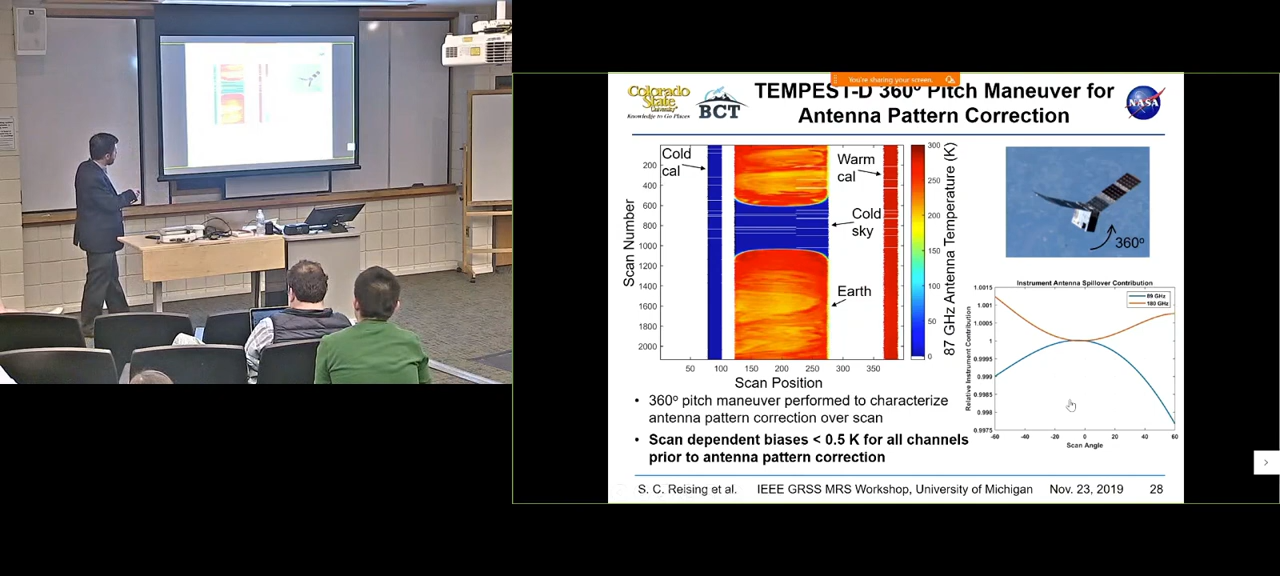 You're sharing your screen.
Colorado
State
University
Knowledge to Go Places
BCT
TEMPEST-D 360º Pitch Maneuver for
Antenna Pattern Correction
NASA
Cold
cal
Warm
cal
Cold
sky
Earth
Scan Number
200
400
600
800
1000
1200
1400
1600
1800
2000
50
100
150
200
250
300
350
Scan Position
300
250
200
150
100
50
0
87 GHz Antenna Temperature (K)
360º
Instrument Antenna Spillover Contribution
89 GHz
180 GHz
Relative Instrument Contribution
1.0015
1.001
1.0005
1
0.9995
0.999
0.9985
0.998
0.9975
-60
-40
-20
0
20
40
60
Scan Angle
• 360º pitch maneuver performed to characterize
antenna pattern correction over scan
• Scan dependent biases < 0.5 K for all channels
prior to antenna pattern correction
S. C. Reising et al. IEEE GRSS MRS Workshop, University of Michigan Nov. 23, 2019 28